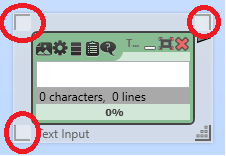 T...
0 characters, 0 lines
0%
Text Input